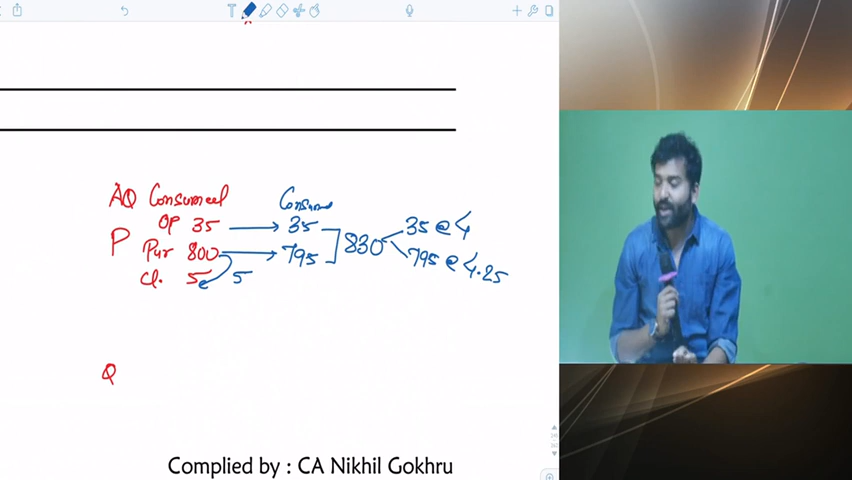 AQ Consumed Consume
OP 35 → 35
P Pur 800 → 795 830 35 @ 4
795 @ 4.25
Cl. 5 5
Q
Complied by : CA Nikhil Gokhru